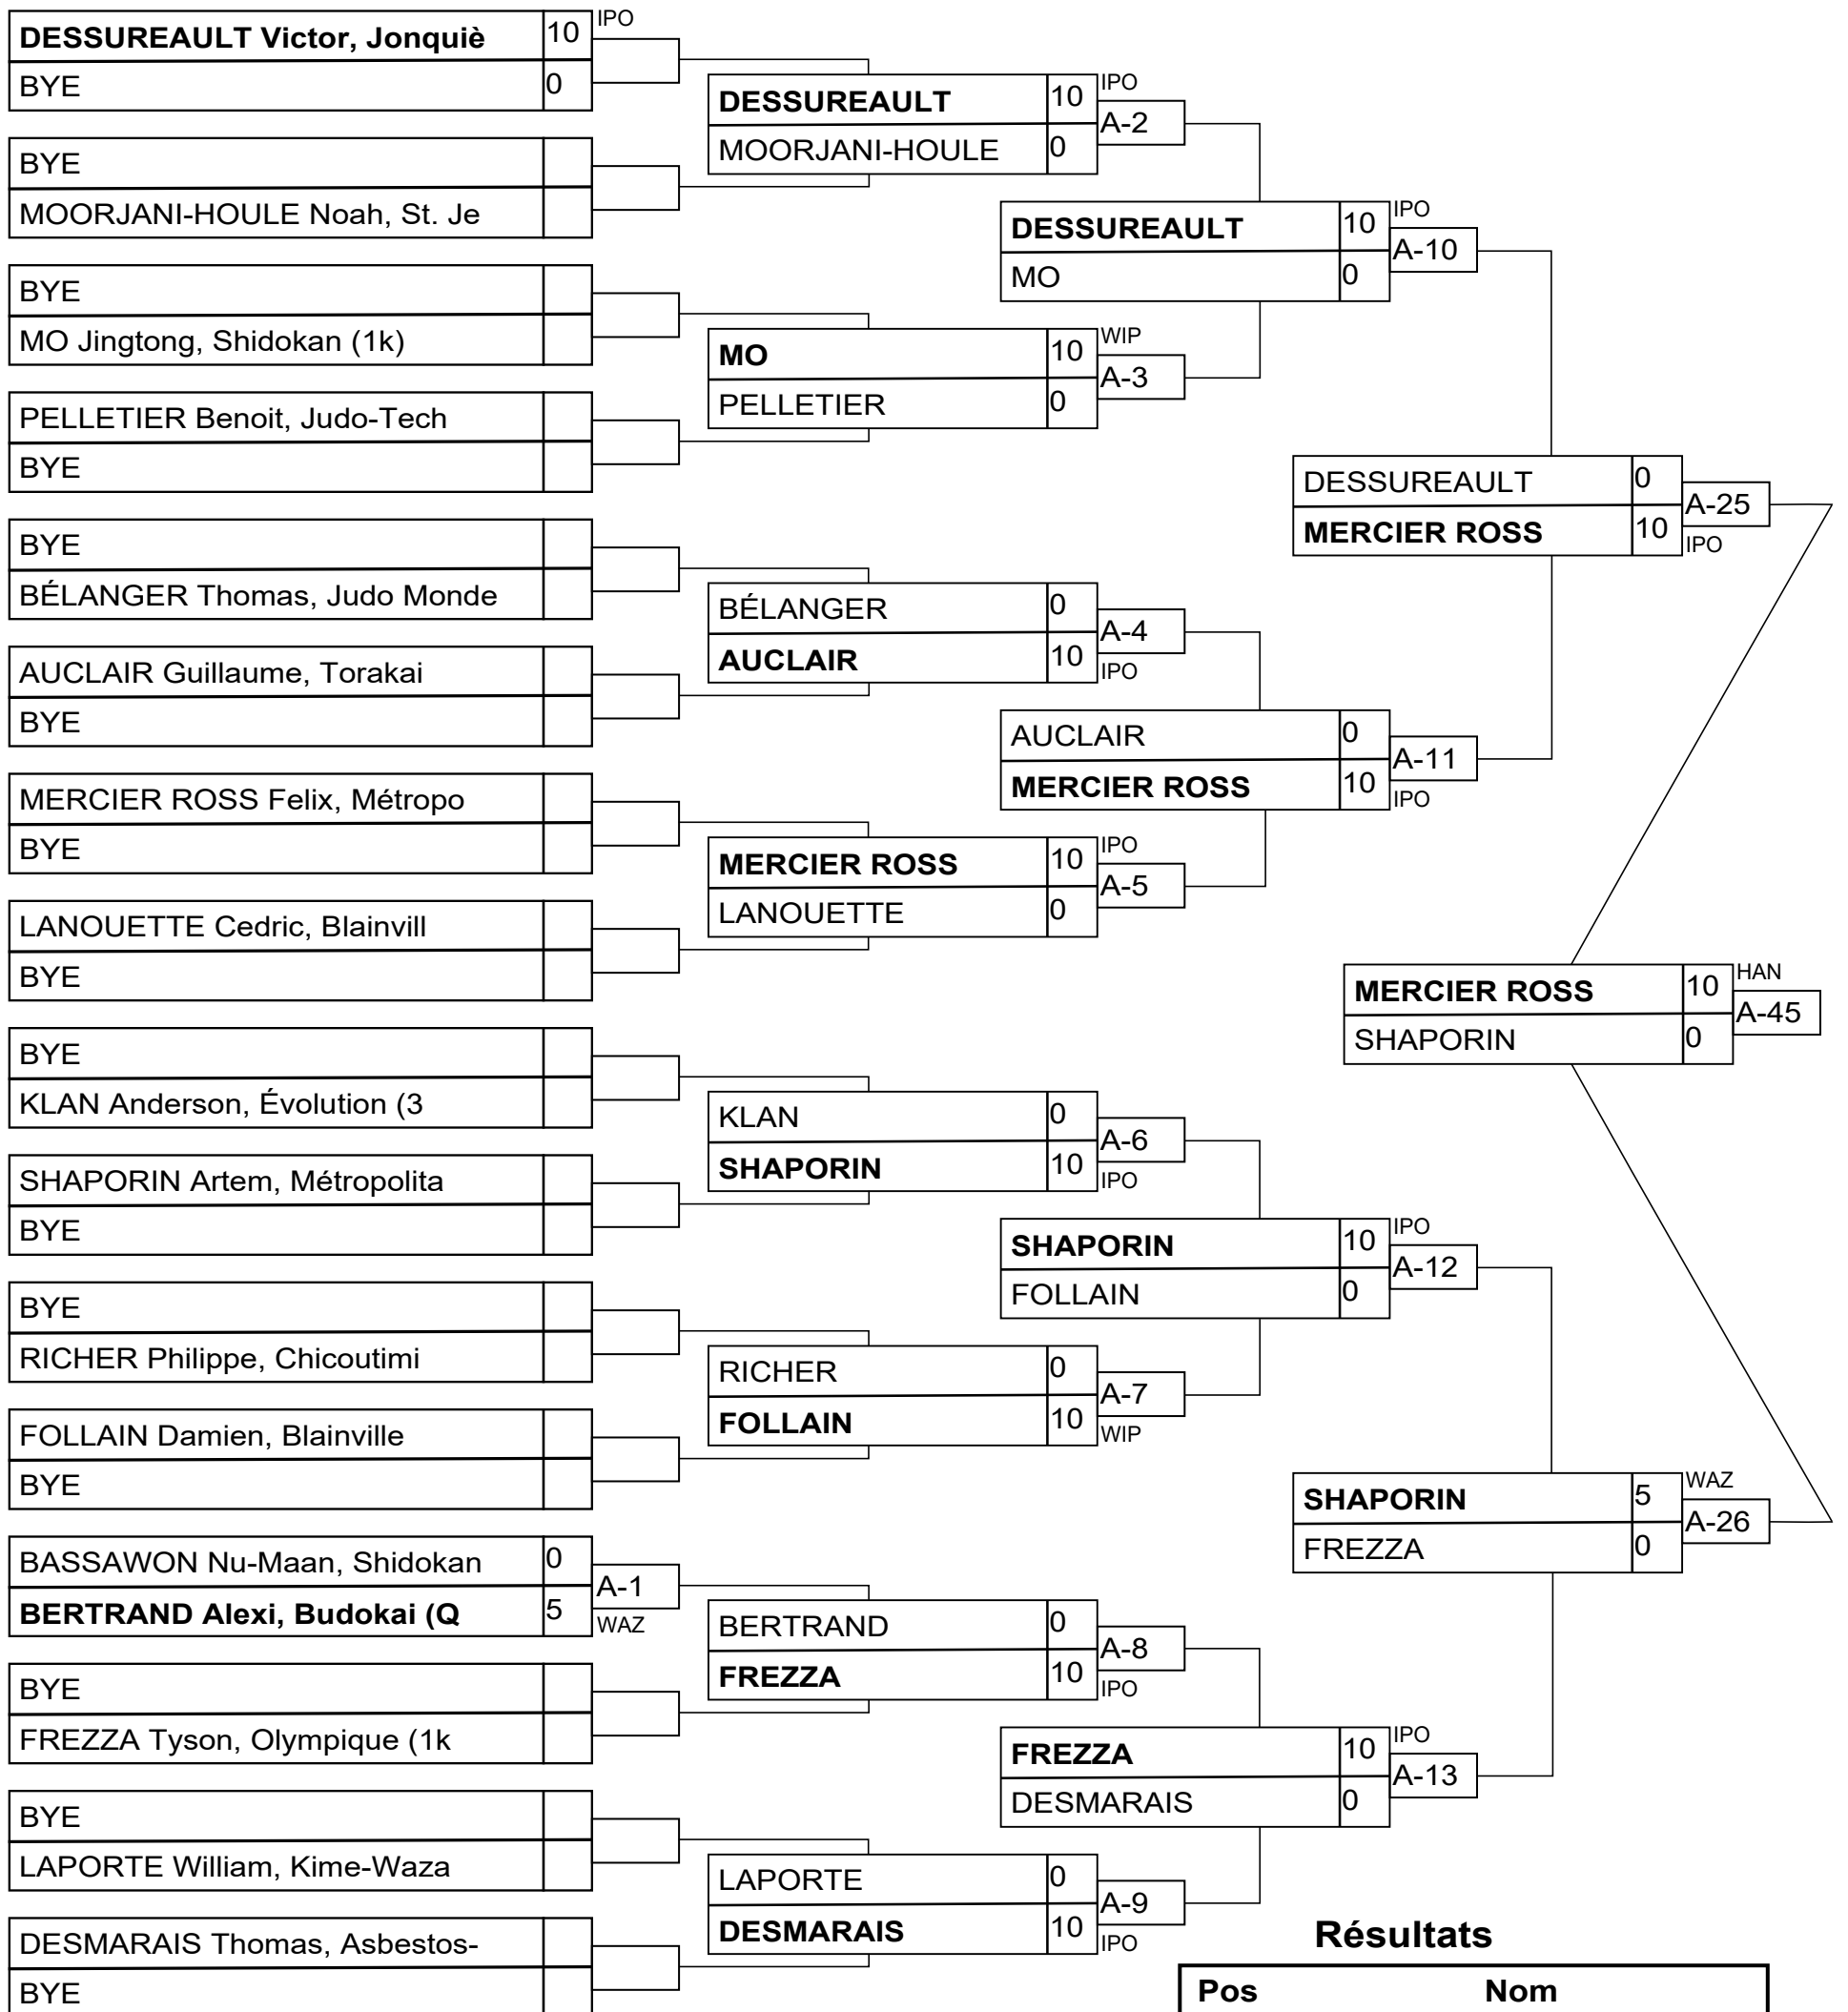 DESSUREAULT Victor, Jonquiè 10 IPO
BYE 0
BYE
MOORJANI-HOULE Noah, St. Je
BYE
MO Jingtong, Shidokan (1k)
PELLETIER Benoit, Judo-Tech
BYE
BYE
BÉLANGER Thomas, Judo Monde
AUCLAIR Guillaume, Torakai
BYE
MERCIER ROSS Felix, Métropo
BYE
LANOUETTE Cedric, Blainvill
BYE
BYE
KLAN Anderson, Évolution (3
SHAPORIN Artem, Métropolita
BYE
BYE
RICHER Philippe, Chicoutimi
FOLLAIN Damien, Blainville
BYE
BASSAWON Nu-Maan, Shidokan 0
A-1
BERTRAND Alexi, Budokai (Q 5 WAZ
BYE
FREZZA Tyson, Olympique (1k
BYE
LAPORTE William, Kime-Waza
DESMARAIS Thomas, Asbestos-
BYE
DESSUREAULT 10 IPO
A-2
MOORJANI-HOULE 0
MO 10 WIP
A-3
PELLETIER 0
BÉLANGER 0
A-4
AUCLAIR 10 IPO
MERCIER ROSS 10 IPO
A-5
LANOUETTE 0
KLAN 0
A-6
SHAPORIN 10 IPO
RICHER 0
A-7
FOLLAIN 10 WIP
BERTRAND 0
A-8
FREZZA 10 IPO
LAPORTE 0
A-9
DESMARAIS 10 IPO
DESSUREAULT 10 IPO
A-10
MO 0
AUCLAIR 0
A-11
MERCIER ROSS 10 IPO
SHAPORIN 10 IPO
A-12
FOLLAIN 0
FREZZA 10 IPO
A-13
DESMARAIS 0
DESSUREAULT 0
A-25
MERCIER ROSS 10 IPO
SHAPORIN 5 WAZ
A-26
FREZZA 0
MERCIER ROSS 10 HAN
A-45
SHAPORIN 0
Résultats
Pos Nom